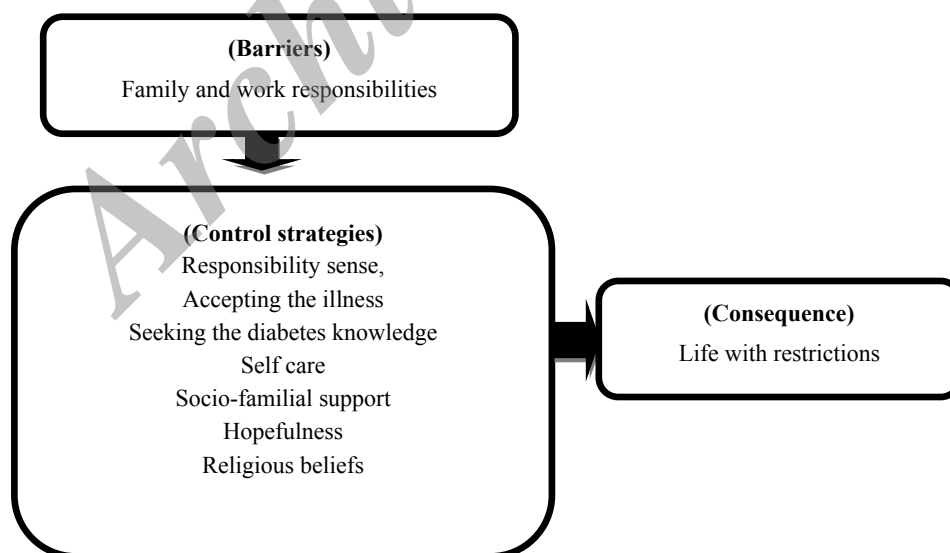 (Barriers)
Family and work responsibilities
(Control strategies)
Responsibility sense,
Accepting the illness
Seeking the diabetes knowledge
Self care
Socio-familial support
Hopefulness
Religious beliefs
(Consequence)
Life with restrictions